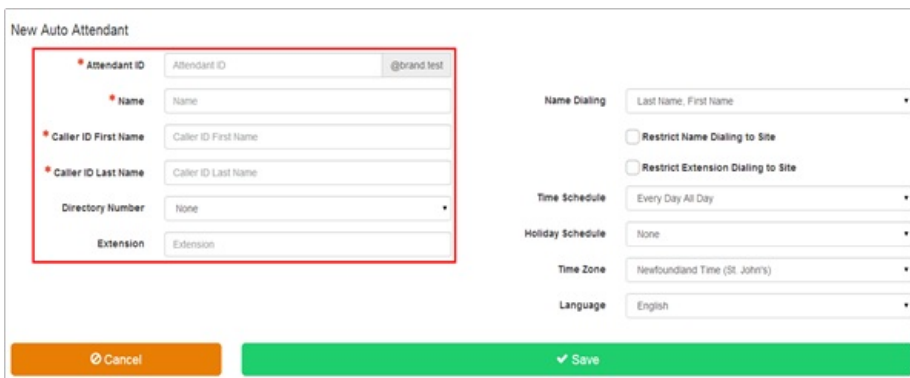 New Auto Attendant
* Attendant ID Attendant ID @brand.test
* Name Name
* Caller ID First Name Caller ID First Name
* Caller ID Last Name Caller ID Last Name
Directory Number None
Extension Extension
Name Dialing Last Name, First Name
Restrict Name Dialing to Site
Restrict Extension Dialing to Site
Time Schedule Every Day All Day
Holiday Schedule None
Time Zone Newfoundland Time (St. John's)
Language English
Cancel
Save